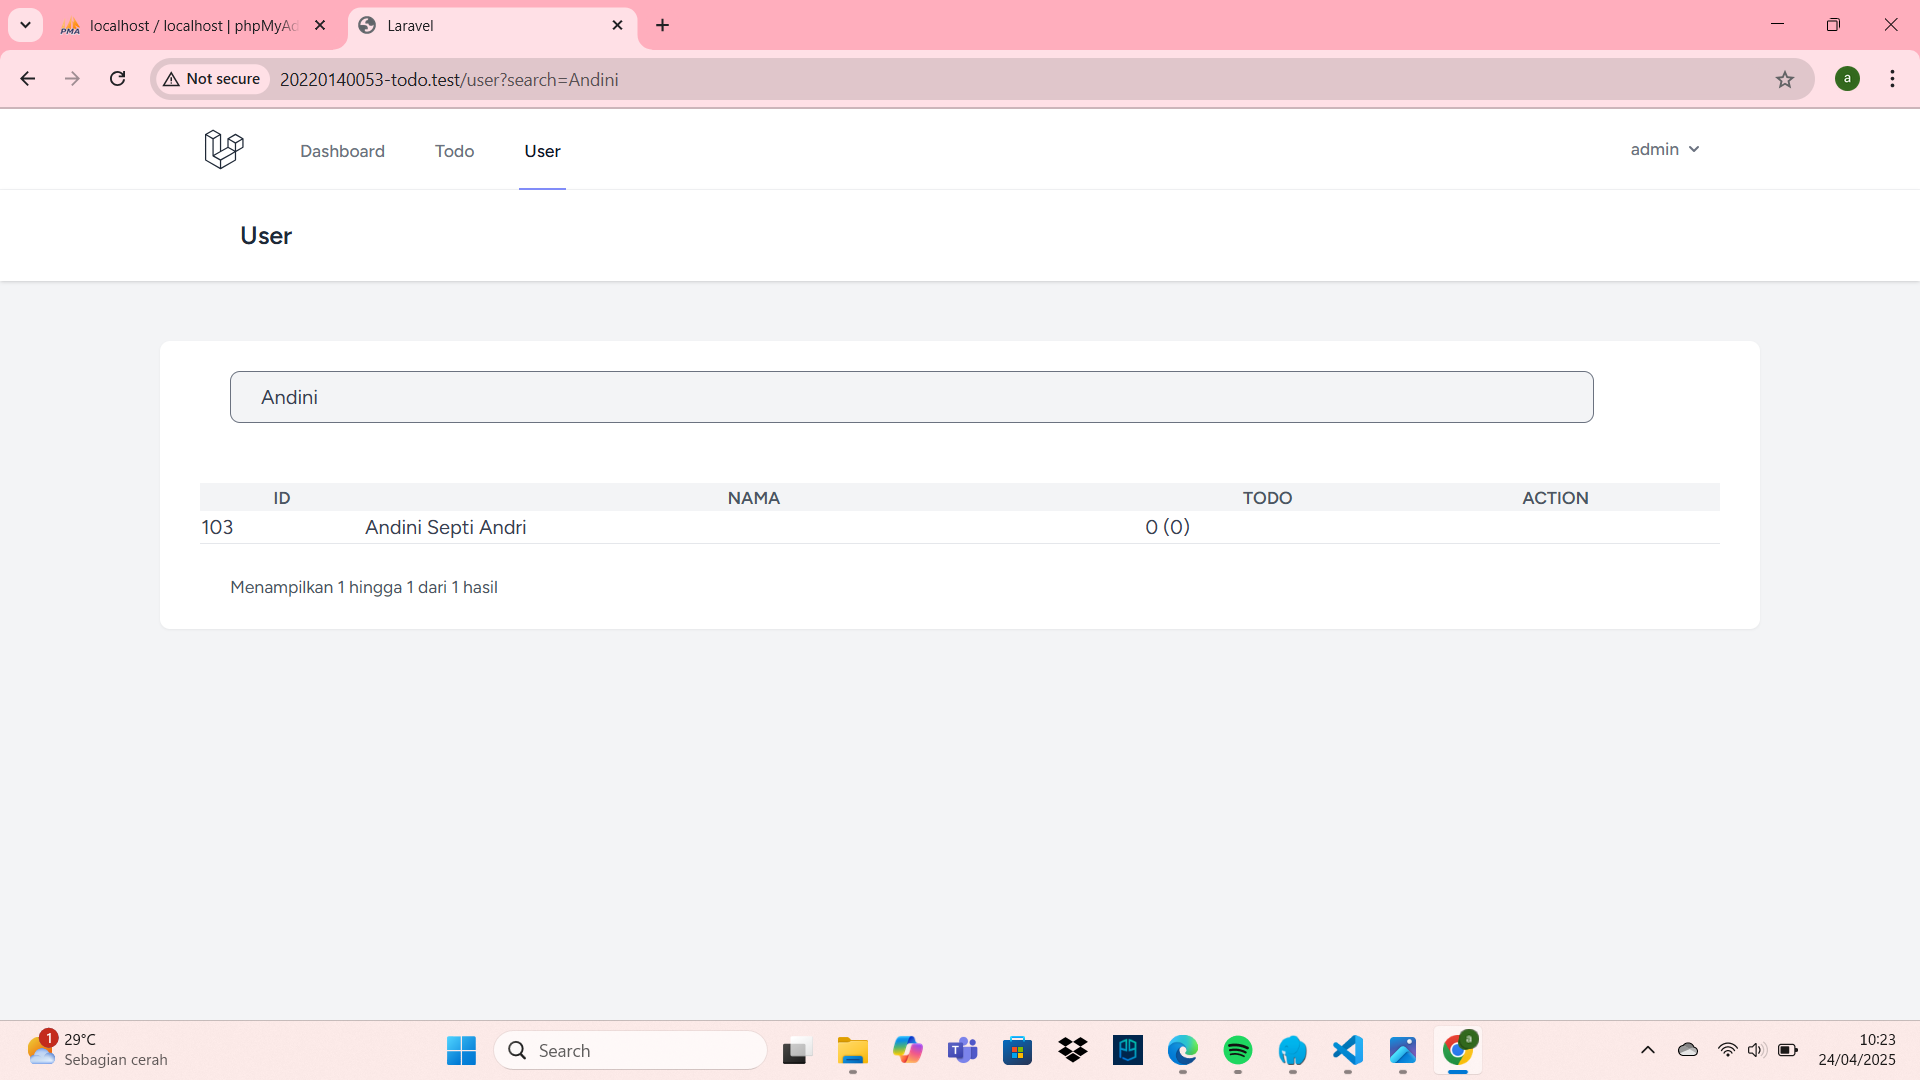 localhost / localhost | phpMyAd
Laravel
Not secure
20220140053-todo.test/user?search=Andini
a
Dashboard
Todo
User
admin
User
Andini
ID NAMA TODO ACTION
103 Andini Septi Andri 0 (0)
Menampilkan 1 hingga 1 dari 1 hasil
1
29°C
Sebagian cerah
Search
a
10:23
24/04/2025